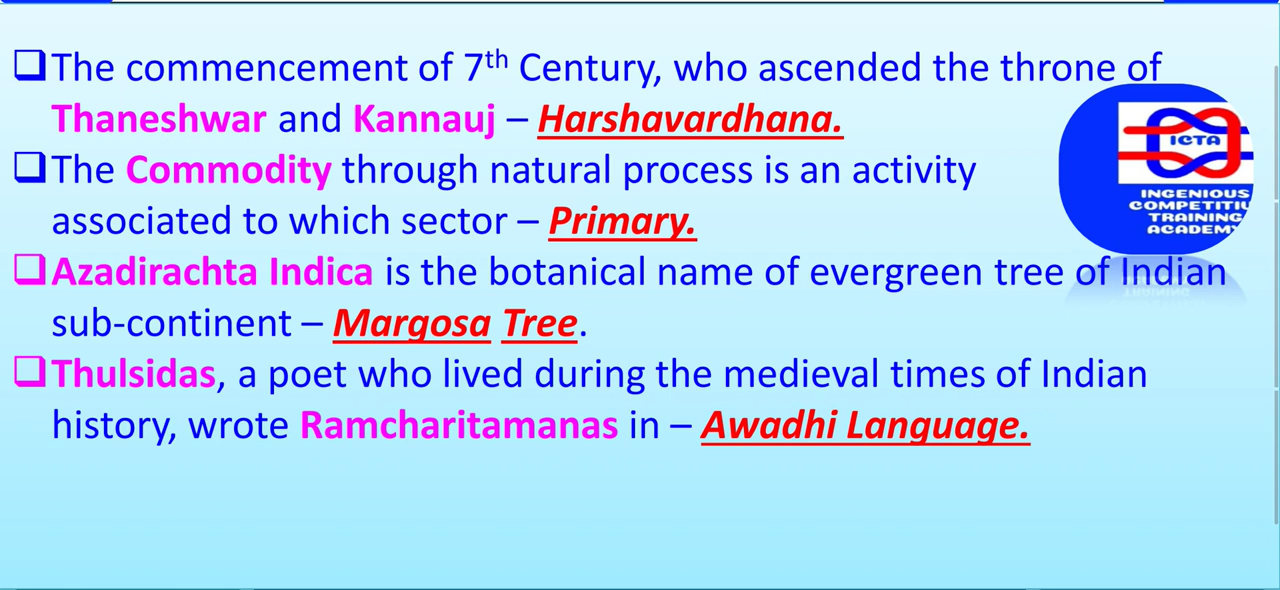 ❑The commencement of 7th Century, who ascended the throne of
Thaneshwar and Kannauj – Harshavardhana.
❑The Commodity through natural process is an activity
associated to which sector – Primary.
❑Azadirachta Indica is the botanical name of evergreen tree of Indian
sub-continent – Margosa Tree.
❑Thulsidas, a poet who lived during the medieval times of Indian
history, wrote Ramcharitamanas in – Awadhi Language.
ICTA
INGENIOUS
COMPETITIV
TRAINING
ACADEMY